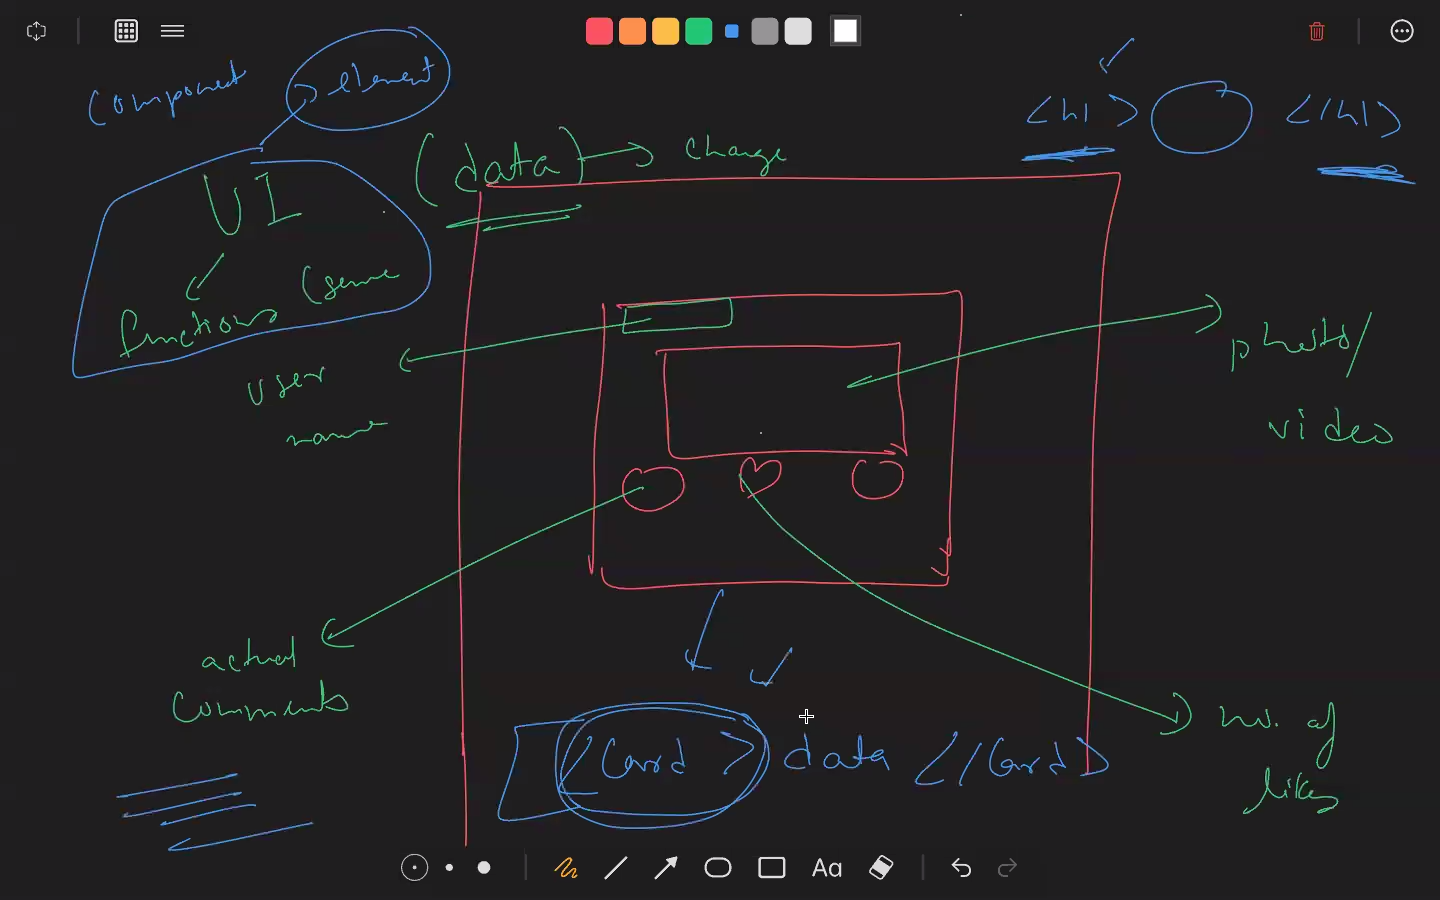 Component
element
<h1> </h1>
(data) change
UI
functions (same
user
name
photo/
video
actual
comments
no. of
likes
<Card> data </Card>
Aa